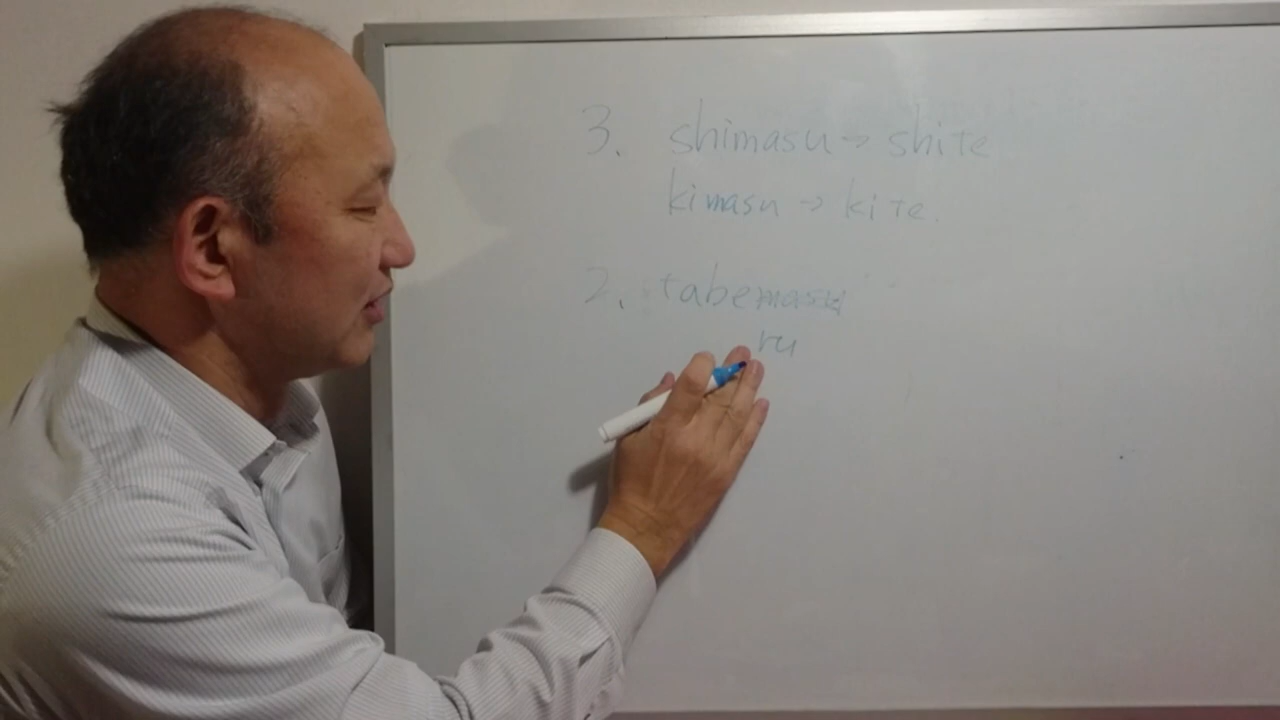 3. shimasu → shite
kimasu → kite.
2. tabemasu
ru